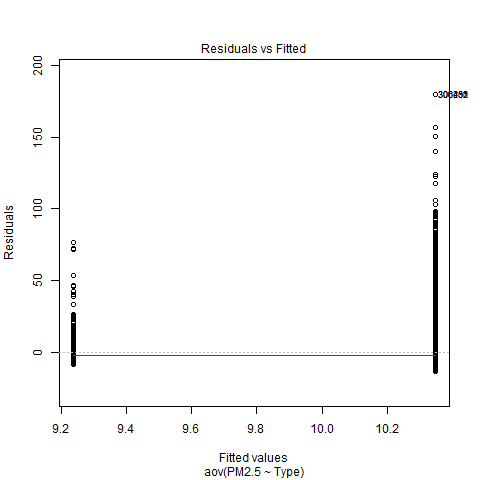 Residuals vs Fitted
Residuals
200
150
100
50
0
9.2 9.4 9.6 9.8 10.0 10.2
Fitted values
aov(PM2.5 ~ Type)